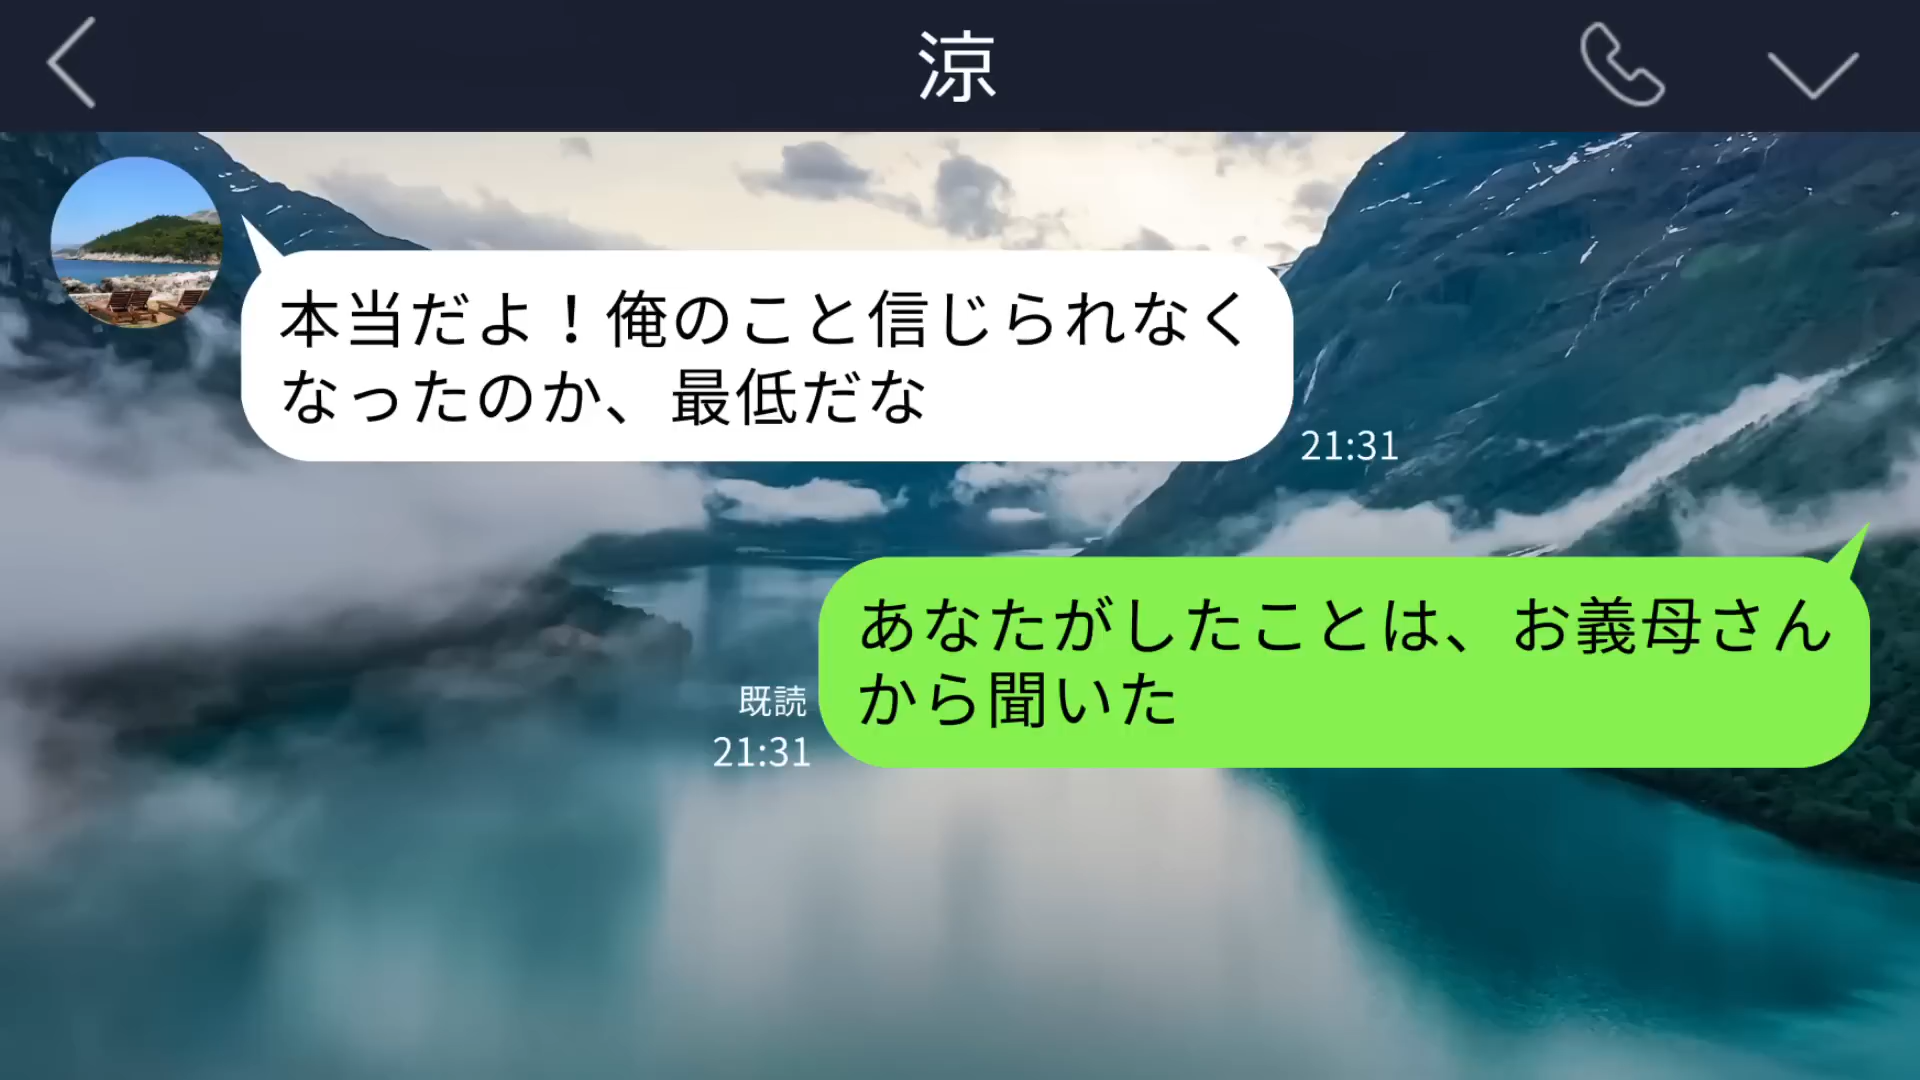 涼
本当だよ！俺のこと信じられなく
なったのか、最低だな
21:31
あなたがしたことは、お義母さん
から聞いた
既読
21:31